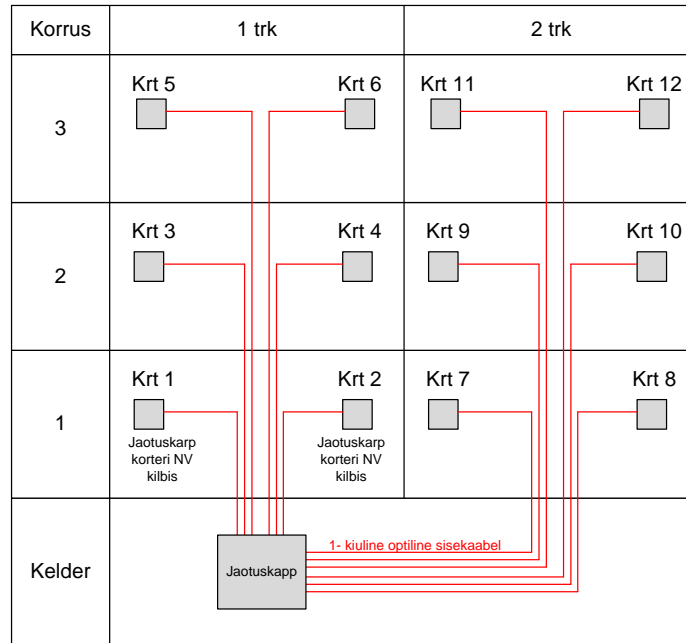 Korrus
1 trk
2 trk
3
Krt 5
Krt 6
Krt 11
Krt 12
2
Krt 3
Krt 4
Krt 9
Krt 10
1
Krt 1
Krt 2
Krt 7
Krt 8
Jaotuskarp
korteri NV
kilbis
Jaotuskarp
korteri NV
kilbis
Kelder
Jaotuskapp
1- kiuline optiline sisekaabel